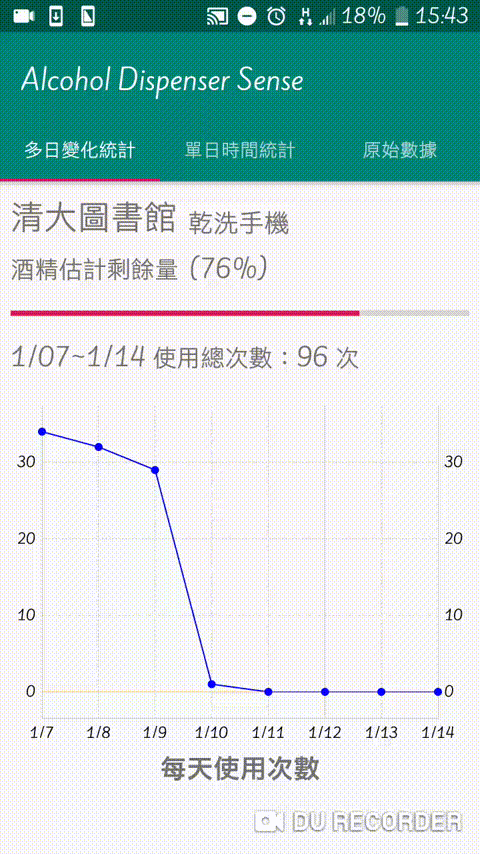 H 18% 15:43
Alcohol Dispenser Sense
多日變化統計 單日時間統計 原始數據
清大圖書館 乾洗手機
酒精估計剩餘量 (76%)
1/07~1/14 使用總次數：96 次
30 30
20 20
10 10
0 0
1/7 1/8 1/9 1/10 1/11 1/12 1/13 1/14
每天使用次數
DU RECORDER